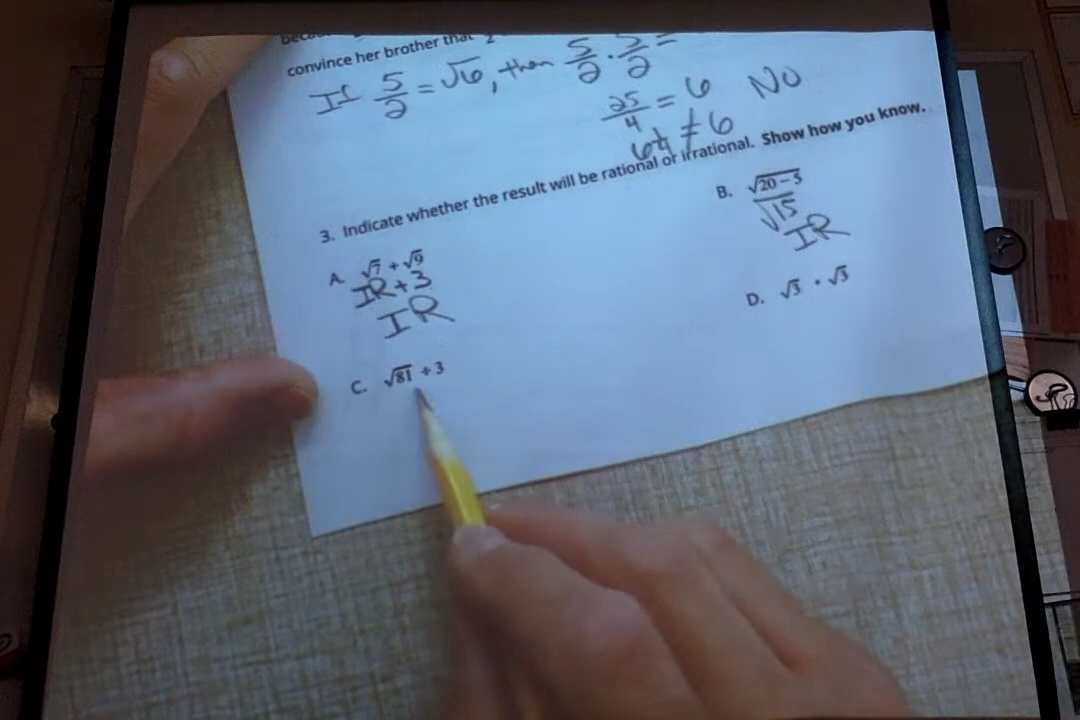 convince her brother that
If 5/2 = √6, then 5/2 · 5/2 =
25/4 = 6 No
6¼ ≠ 6
3. Indicate whether the result will be rational or irrational. Show how you know.
A. √7 + √9
IR + 3
IR
B. √20 - 5
√15
IR
C. √81 + 3
D. √3 · √3